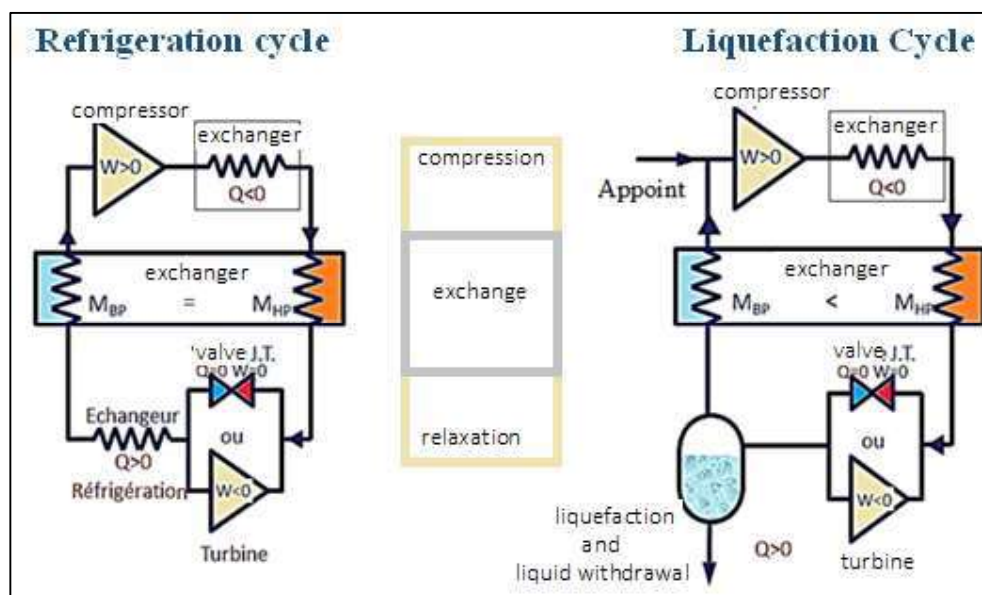 Refrigeration cycle
compressor
exchanger
W>0
Q<0
exchanger
M_BP = M_HP
valve J.T.
Q=0 W=0
Echangeur
ou
Q>0
Réfrigération
W<0
Turbine
compression
exchange
relaxation
Liquefaction Cycle
compressor
exchanger
W>0
Q<0
Appoint
exchanger
M_BP < M_HP
valve J.T.
Q=0 W=0
ou
W<0
liquefaction
and
liquid withdrawal
Q>0
turbine